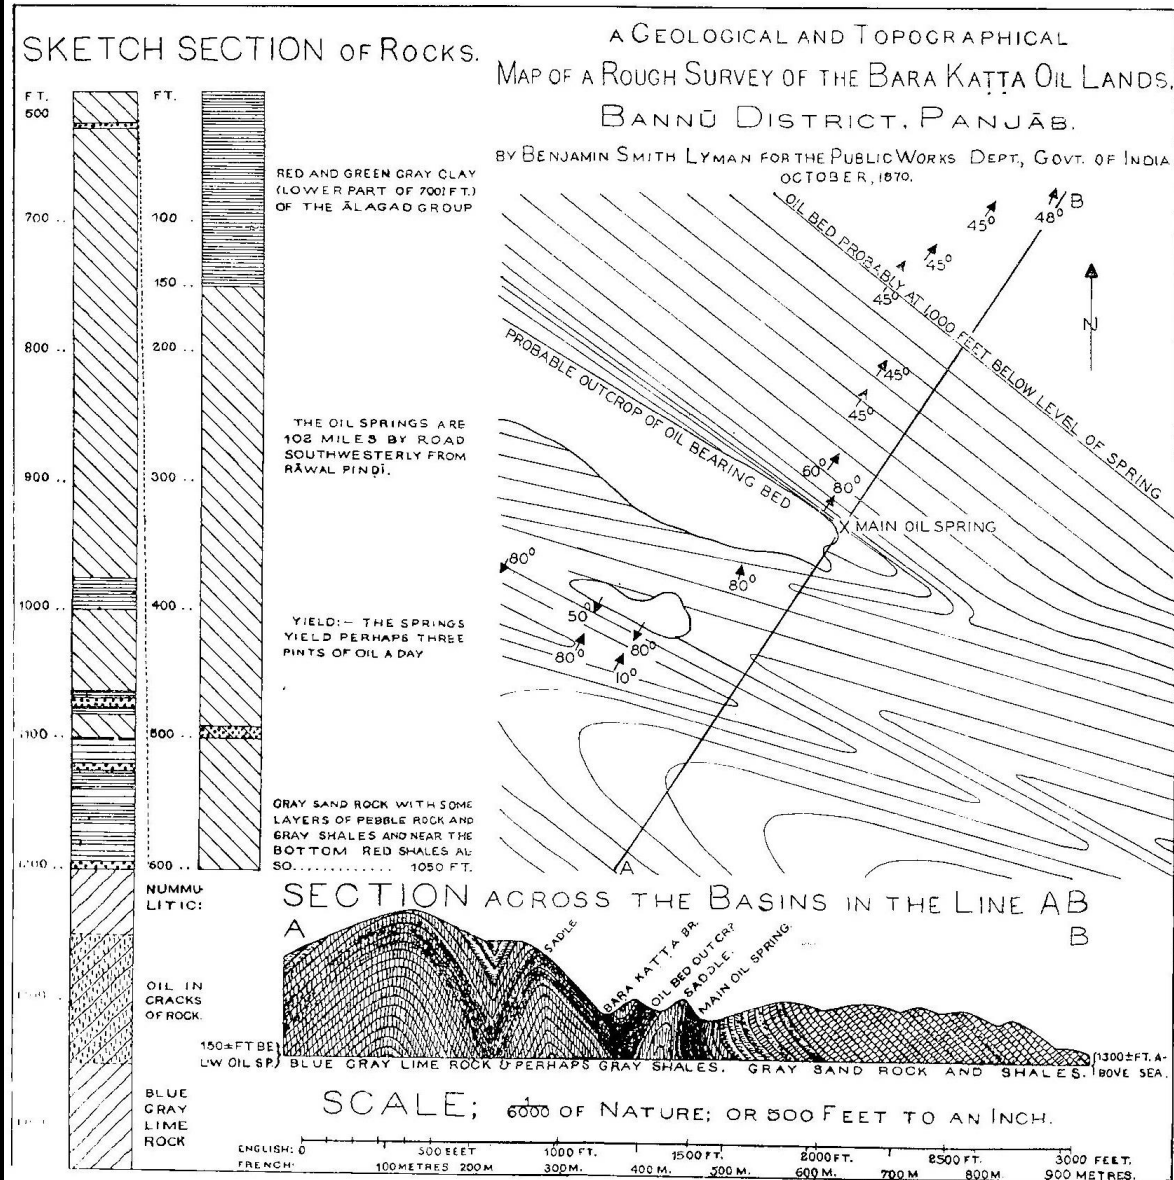 SKETCH SECTION OF ROCKS.
A GEOLOGICAL AND TOPOGRAPHICAL
MAP OF A ROUGH SURVEY OF THE BARA KATṬA OIL LANDS,
BANNŪ DISTRICT, PANJĀB.
BY BENJAMIN SMITH LYMAN FOR THE PUBLIC WORKS DEPT., GOVT. OF INDIA
OCTOBER, 1870.
FT.
600
700 ..
800 ..
900 ..
1000 ..
FT.
100 ..
150 ..
200 ..
300 ..
400 ..
500 ..
600 ..
RED AND GREEN GRAY CLAY
(LOWER PART OF 700± FT.)
OF THE ĀLAGAD GROUP
THE OIL SPRINGS ARE
102 MILES BY ROAD
SOUTHWESTERLY FROM
RĀWAL PINḌĪ.
YIELD:- THE SPRINGS
YIELD PERHAPS THREE
PINTS OF OIL A DAY
GRAY SAND ROCK WITH SOME
LAYERS OF PEBBLE ROCK AND
GRAY SHALES AND NEAR THE
BOTTOM RED SHALES AL-
SO............. 1050 FT.
NUMMU-
LITIC:
OIL IN
CRACKS
OF ROCK.
BLUE
GRAY
LIME
ROCK
B
48°
45°
45°
45°
N
OIL BED PROBABLY AT 1,000 FEET BELOW LEVEL OF SPRING
45°
45°
PROBABLE OUTCROP OF OIL BEARING BED
60°
80°
MAIN OIL SPRING
80°
80°
50°
80°
80°
10°
A
SECTION ACROSS THE BASINS IN THE LINE AB
A
B
SADLE.
BARA KATTA BR.
OIL BED OUTCR?
SADDLE.
MAIN OIL SPRING.
150± FT BE-
L'W OIL SP.
BLUE GRAY LIME ROCK & PERHAPS GRAY SHALES. GRAY SAND ROCK AND SHALES.
1300± FT. A-
BOVE SEA.
SCALE; 1/6000 OF NATURE; OR 500 FEET TO AN INCH.
ENGLISH: 0 500 FEET 1000 FT. 1500 FT. 2000 FT. 2500 FT. 3000 FEET.
FRENCH: 100 METRES 200 M. 300 M. 400 M. 500 M. 600 M. 700 M 800 M. 900 METRES.